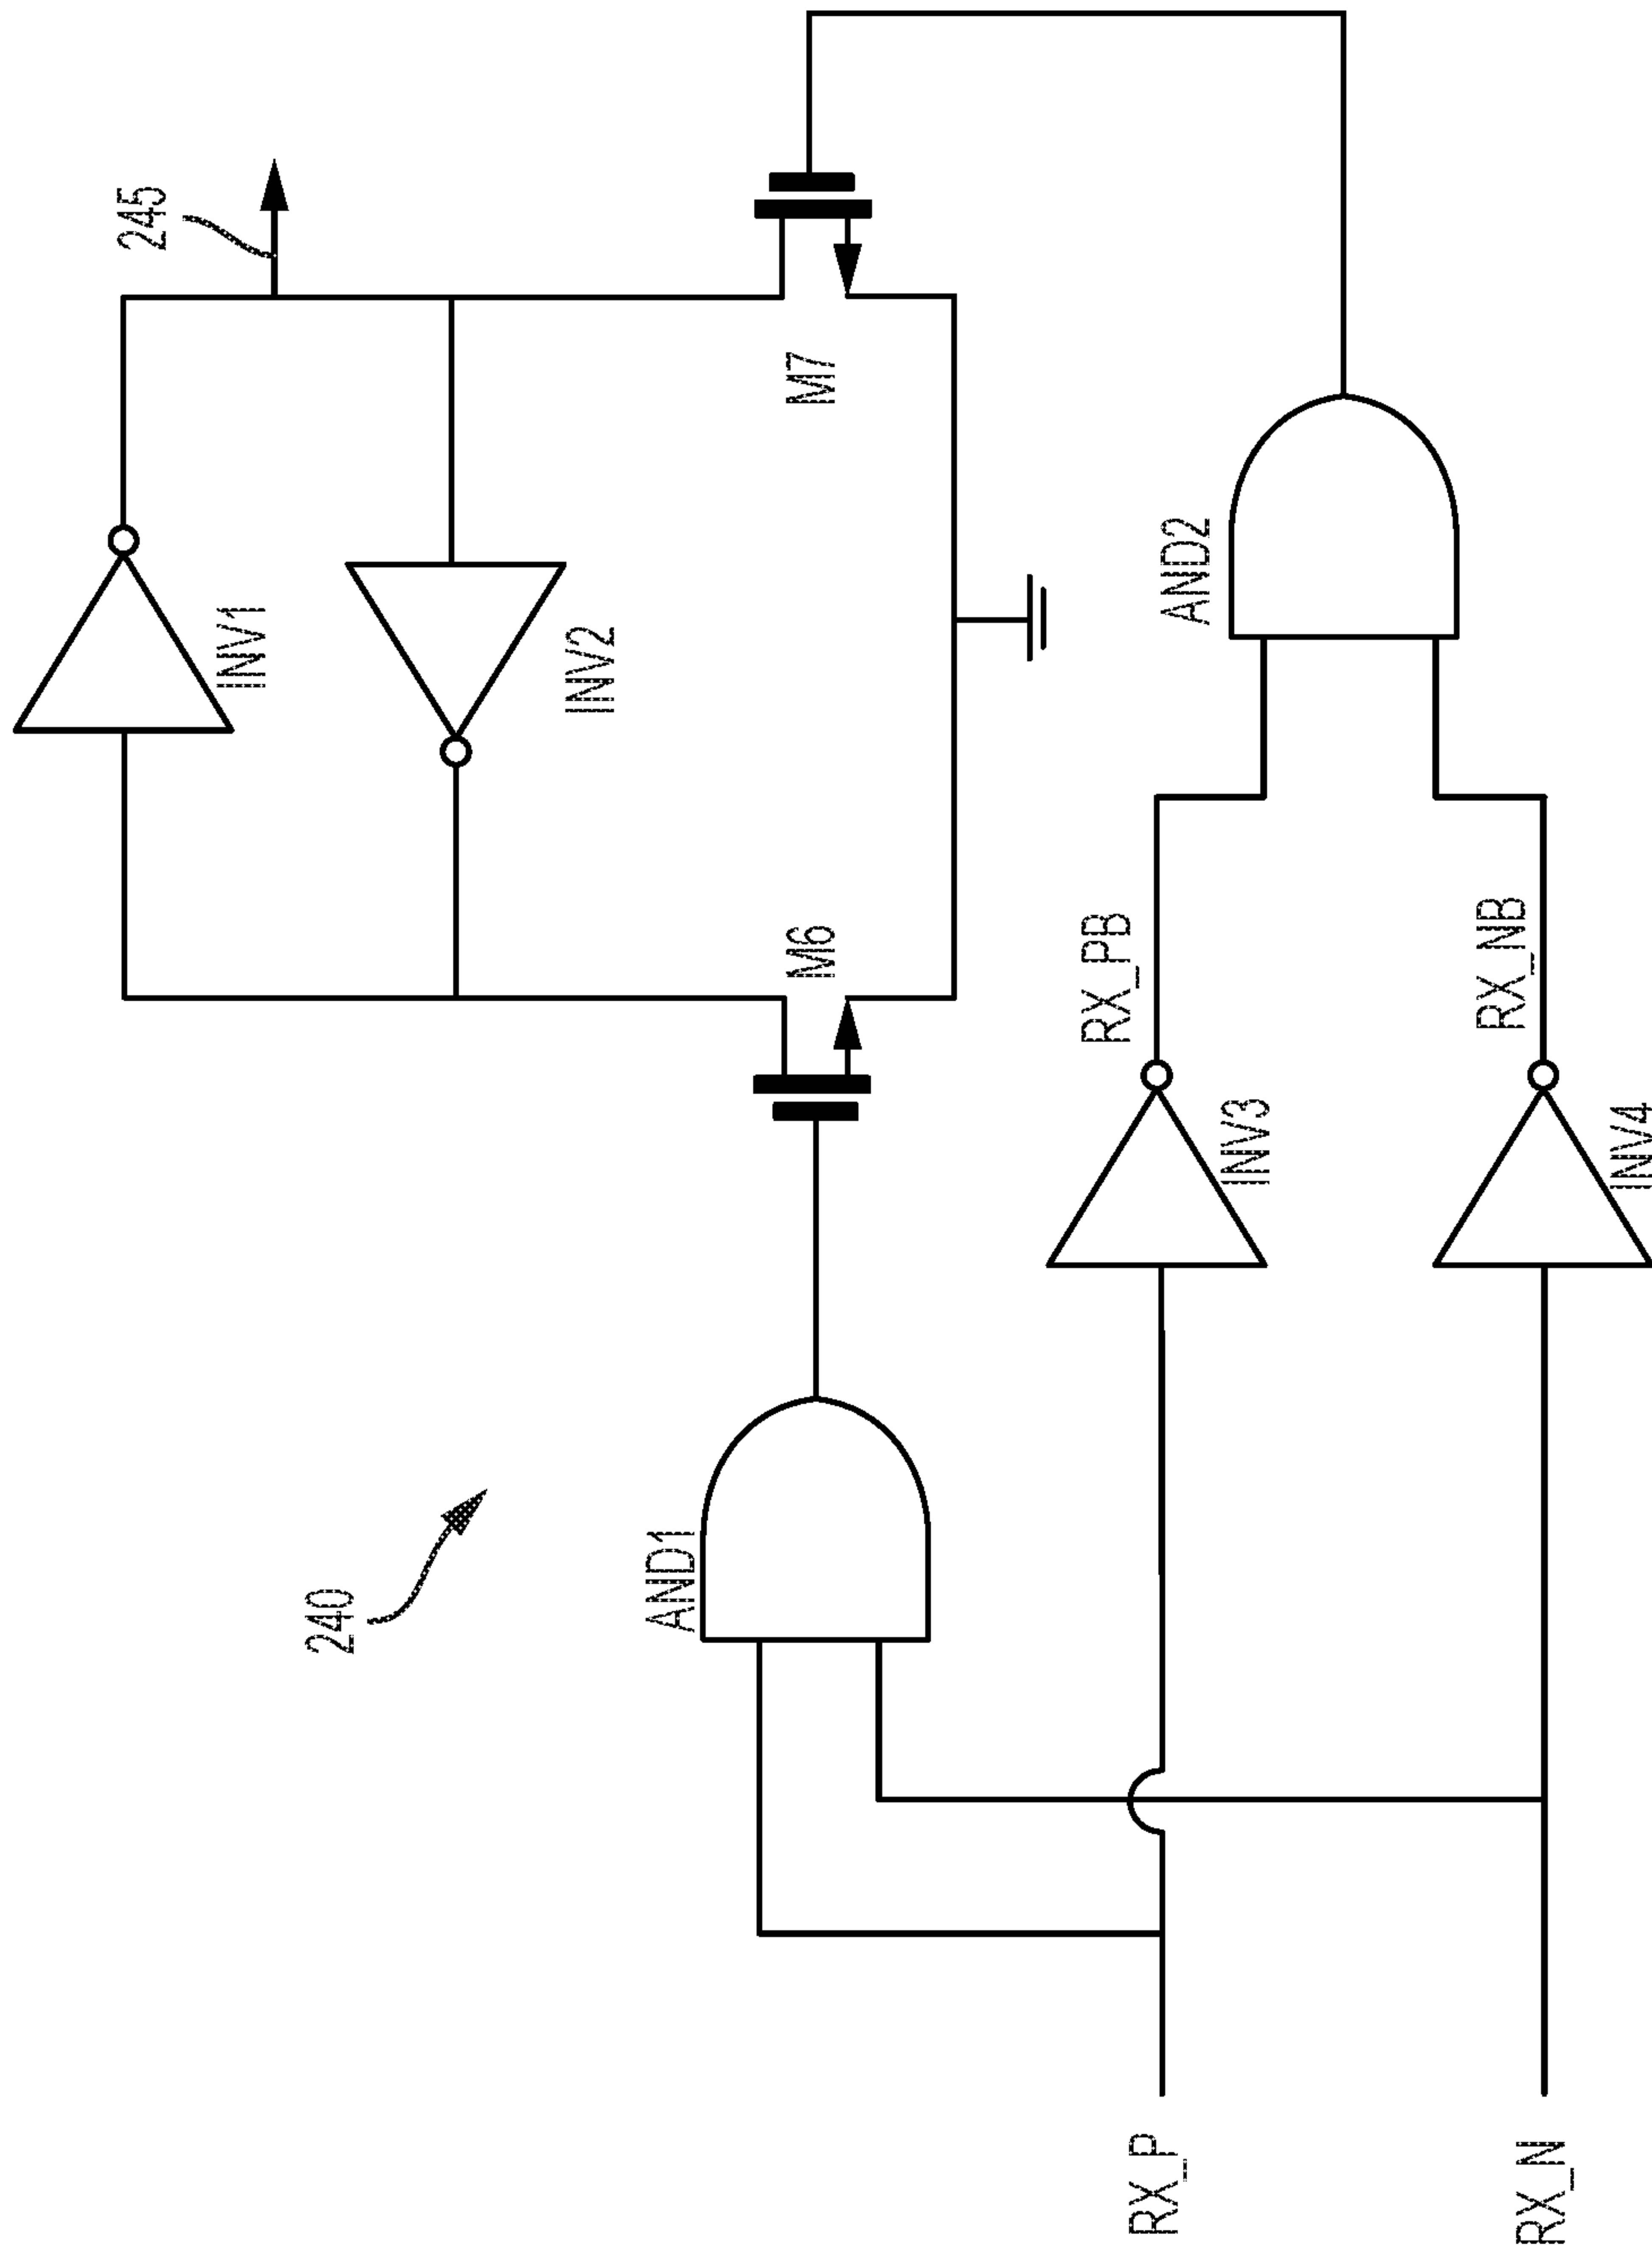 245
INV1
INV2
M7
M6
240
AND1
AND2
RX_PB
RX_NB
INV3
INV4
RX_P
RX_N